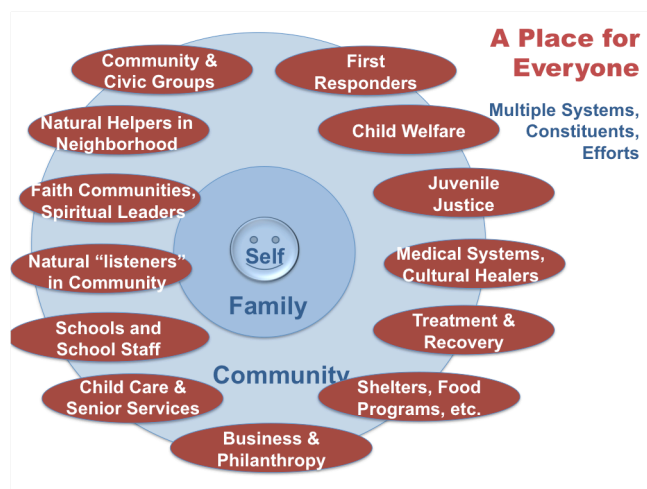 A Place for
Everyone
Multiple Systems,
Constituents,
Efforts
Community &
Civic Groups
First
Responders
Natural Helpers in
Neighborhood
Child Welfare
Faith Communities,
Spiritual Leaders
Juvenile
Justice
Natural “listeners”
in Community
Self
Medical Systems,
Cultural Healers
Family
Schools and
School Staff
Treatment &
Recovery
Community
Child Care &
Senior Services
Shelters, Food
Programs, etc.
Business &
Philanthropy